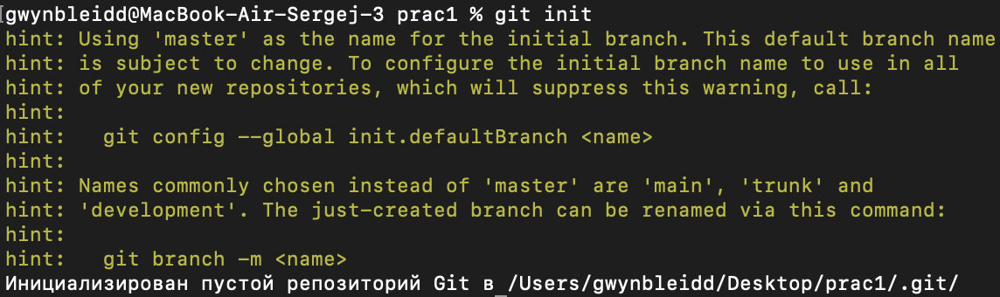 [gwynbleidd@MacBook-Air-Sergej-3 prac1 % git init
hint: Using 'master' as the name for the initial branch. This default branch name
hint: is subject to change. To configure the initial branch name to use in all
hint: of your new repositories, which will suppress this warning, call:
hint:
hint:   git config --global init.defaultBranch <name>
hint:
hint: Names commonly chosen instead of 'master' are 'main', 'trunk' and
hint: 'development'. The just-created branch can be renamed via this command:
hint:
hint:   git branch -m <name>
Инициализирован пустой репозиторий Git в /Users/gwynbleidd/Desktop/prac1/.git/